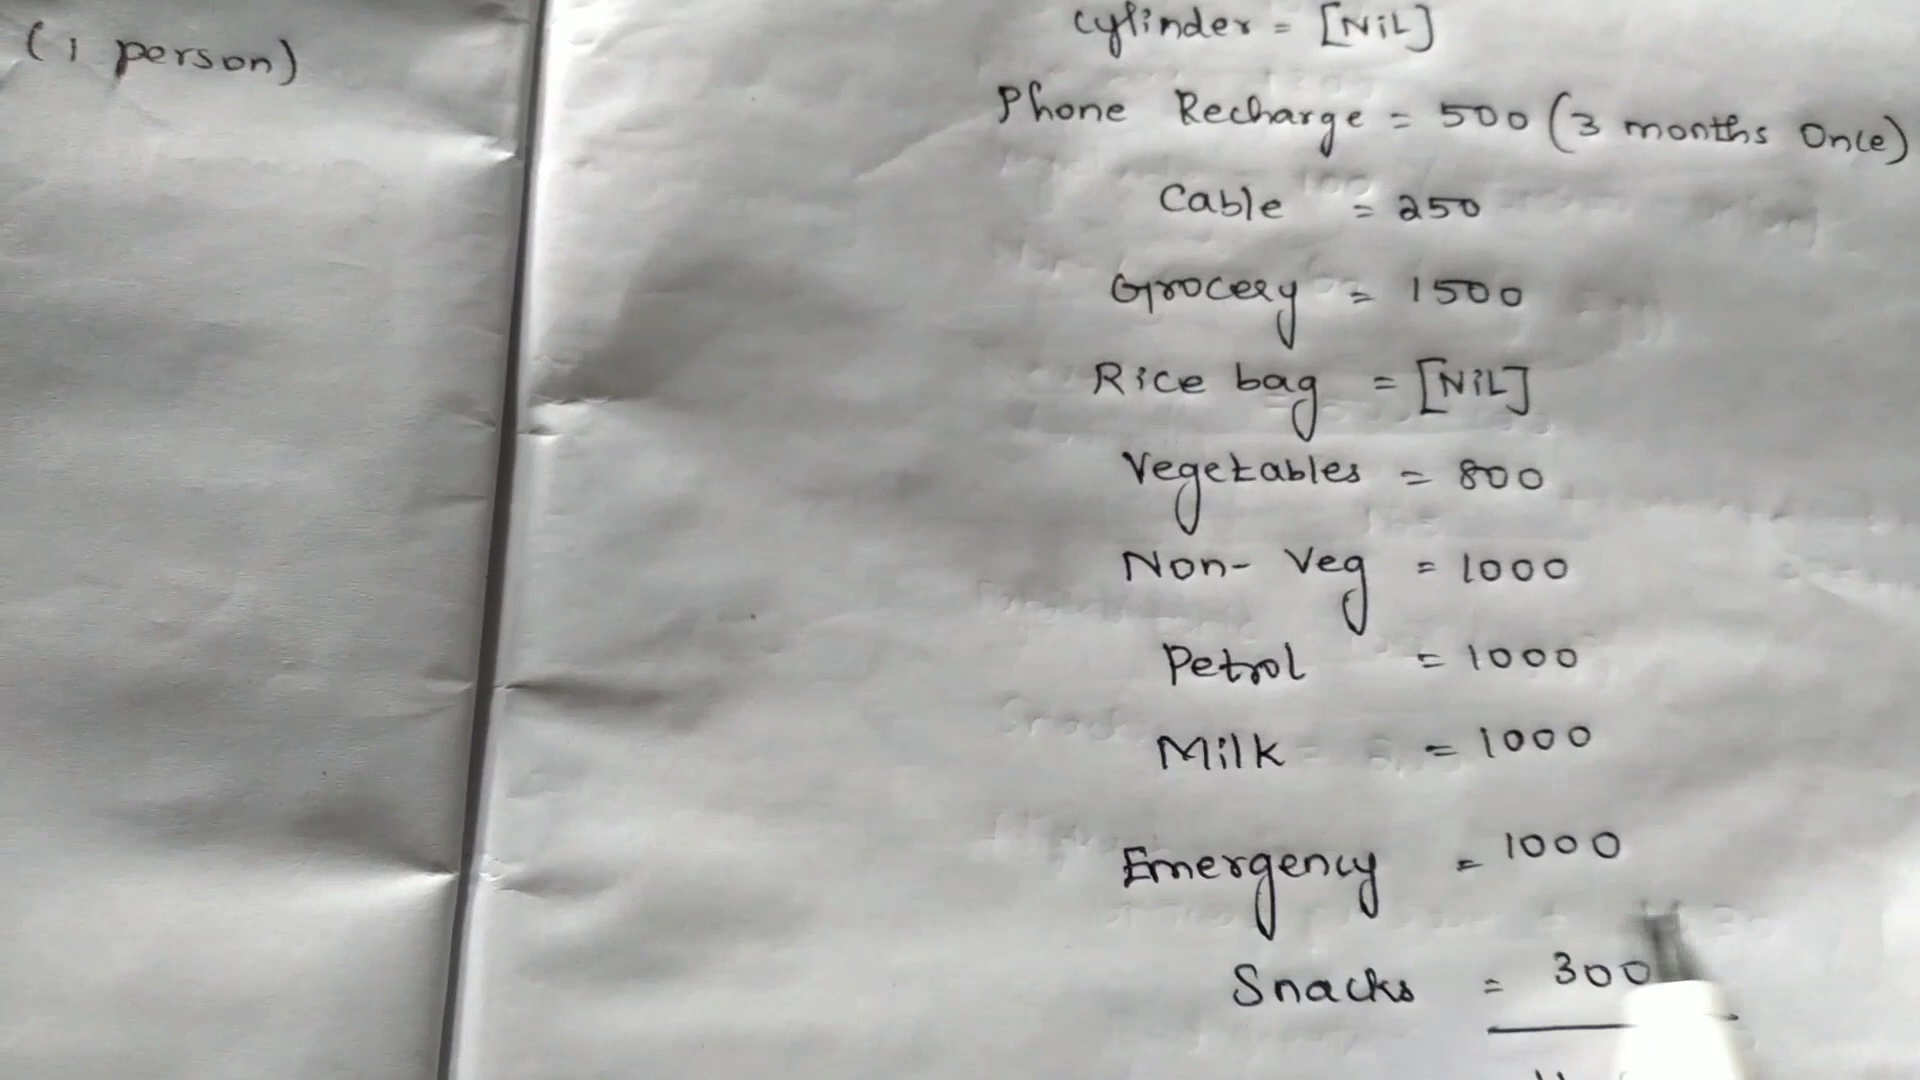 (1 person)
Cylinder = [NiL]
Phone Recharge = 500 (3 months Once)
Cable = 250
Grocery = 1500
Rice bag = [NiL]
Vegetables = 800
Non-Veg = 1000
Petrol = 1000
Milk = 1000
Emergency = 1000
Snacks = 300